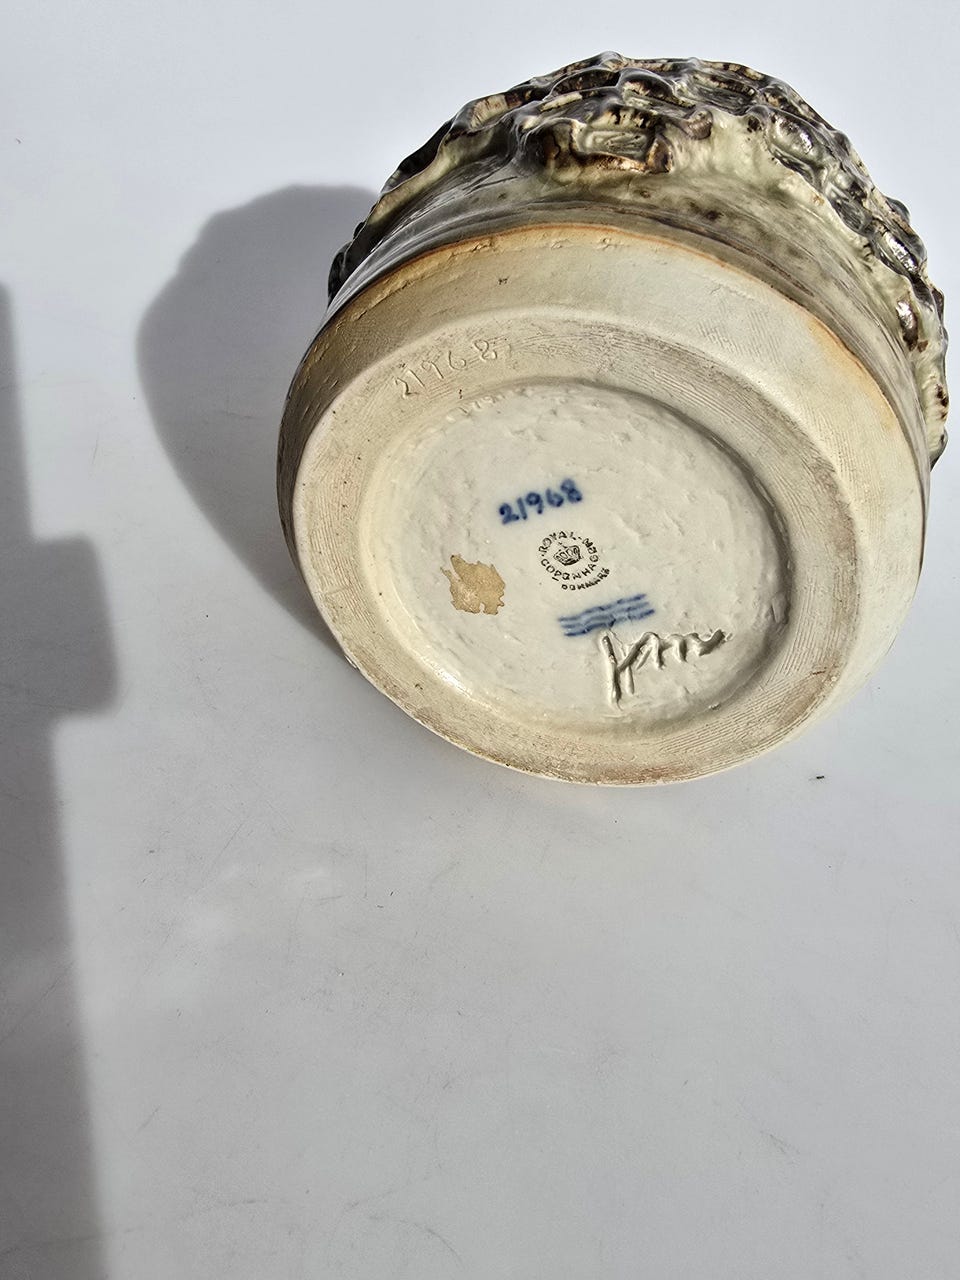 21968
21968
ROYAL
COPENHAGEN
DENMARK